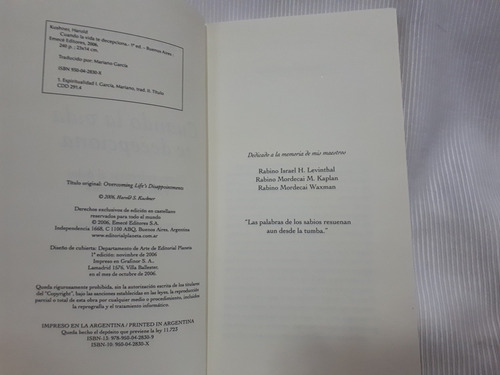 Kushner, Harold
Cuando la vida te decepciona.- 1ª ed. – Buenos Aires :
Emecé Editores, 2006.
240 p. ; 23x14 cm.
Traducido por: Mariano García
ISBN 950-04-2830-X
1. Espiritualidad I. García, Mariano, trad. II. Título
CDD 291.4
Título original: Overcoming Life's Disappointments
© 2006, Harold S. Kushner
Derechos exclusivos de edición en castellano
reservados para todo el mundo
© 2006, Emecé Editores S.A.
Independencia 1668, C 1100 ABQ, Buenos Aires, Argentina
www.editorialplaneta.com.ar
Diseño de cubierta: Departamento de Arte de Editorial Planeta
1ª edición: noviembre de 2006
Impreso en Grafinor S. A.,
Lamadrid 1576, Villa Ballester,
en el mes de octubre de 2006.
Queda rigurosamente prohibida, sin la autorización escrita de los titulares
del "Copyright", bajo las sanciones establecidas en las leyes, la reproducción
parcial o total de esta obra por cualquier medio o procedimiento, incluidos
la reprografía y el tratamiento informático.
IMPRESO EN LA ARGENTINA / PRINTED IN ARGENTINA
Queda hecho el depósito que previene la ley 11.723
ISBN-13: 978-950-04-2830-9
ISBN-10: 950-04-2830-X
Dedicado a la memoria de mis maestros:
Rabino Israel H. Levinthal
Rabino Mordecai M. Kaplan
Rabino Mordecai Waxman
"Las palabras de los sabios resuenan
aun desde la tumba."